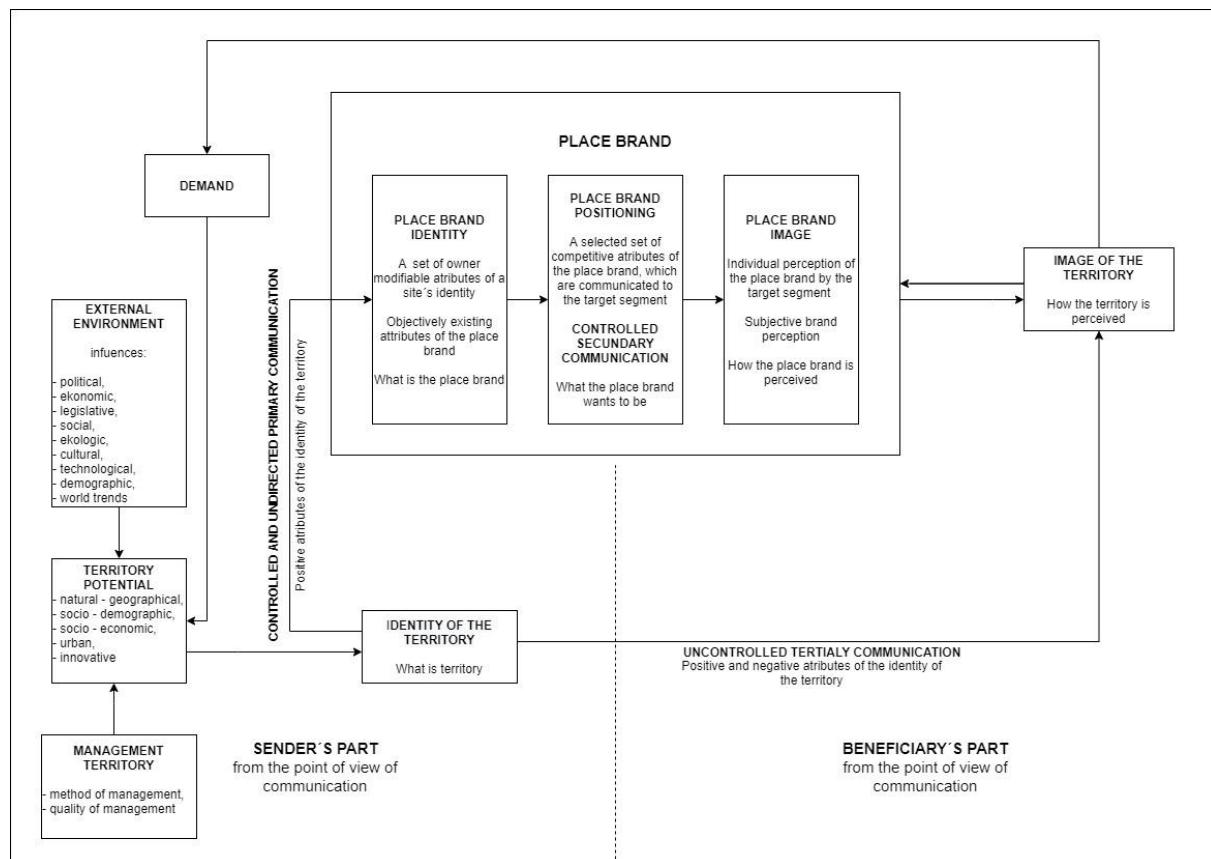 PLACE BRAND
DEMAND
PLACE BRAND
IDENTITY
A set of owner
modifiable atributes of a
site´s identity
Objectively existing
attributes of the place
brand
What is the place brand
PLACE BRAND
POSITIONING
A selected set of
competitive atributes of
the place brand, which
are communicated to
the target segment
CONTROLLED
SECUNDARY
COMMUNICATION
What the place brand
wants to be
PLACE BRAND
IMAGE
Individual perception of
the place brand by the
target segment
Subjective brand
perception
How the place brand is
perceived
IMAGE OF THE
TERRITORY
How the territory is
perceived
EXTERNAL
ENVIRONMENT
infuences:
- political,
- ekonomic,
- legislative,
- social,
- ekologic,
- cultural,
- technological,
- demographic,
- world trends
CONTROLLED AND UNDIRECTED PRIMARY COMMUNICATION
Positive atributes of the identity of the territory
TERRITORY
POTENTIAL
- natural - geographical,
- socio - demographic,
- socio - economic,
- urban,
- innovative
IDENTITY OF THE
TERRITORY
What is territory
UNCONTROLLED TERTIALY COMMUNICATION
Positive and negative atributes of the identity of
the territory
MANAGEMENT
TERRITORY
- method of management,
- quality of management
SENDER´S PART
from the point of view of
communication
BENEFICIARY´S PART
from the point of view of
communication